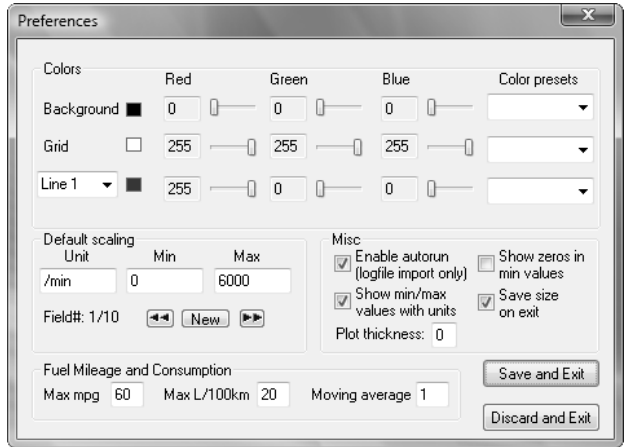 Preferences
Colors
Red Green Blue Color presets
Background 0 0 0
Grid 255 255 255
Line 1 255 0 0
Default scaling
Unit Min Max
/min 0 6000
Field#: 1/10 New
Misc
Enable autorun
(logfile import only)
Show zeros in
min values
Show min/max
values with units
Save size
on exit
Plot thickness: 0
Fuel Mileage and Consumption
Max mpg 60 Max L/100km 20 Moving average 1
Save and Exit
Discard and Exit